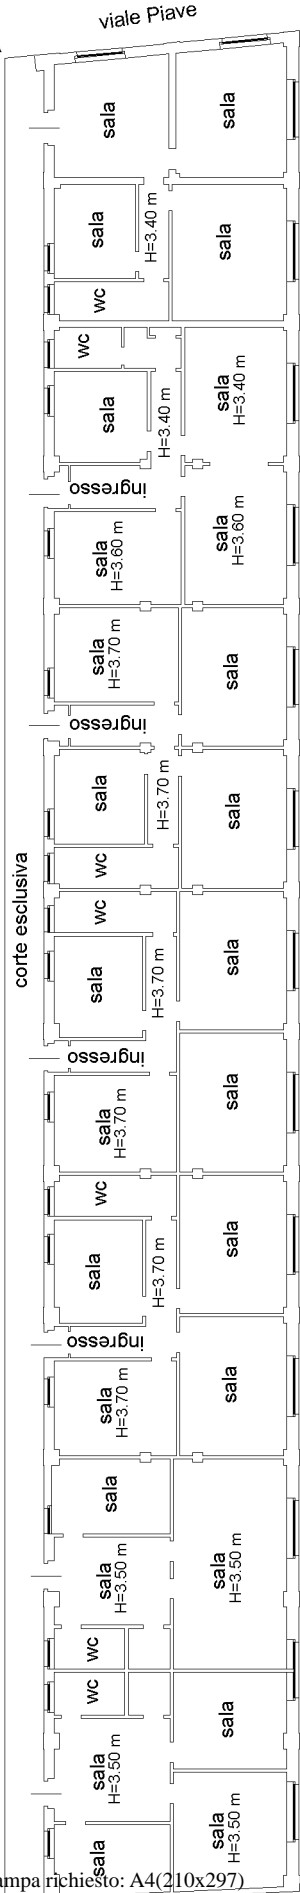 viale Piave
sala
sala
sala
H=3.40 m
sala
wc
wc
sala
H=3.40 m
sala
H=3.40 m
ingresso
sala
H=3.60 m
sala
H=3.60 m
sala
H=3.70 m
sala
ingresso
sala
H=3.70 m
sala
wc
corte esclusiva
wc
sala
sala
H=3.70 m
ingresso
sala
H=3.70 m
sala
wc
sala
sala
H=3.70 m
ingresso
sala
H=3.70 m
sala
sala
sala
H=3.50 m
sala
H=3.50 m
wc
wc
sala
sala
H=3.50 m
sala
H=3.50 m
sala
ampa richiesto: A4(210x297)